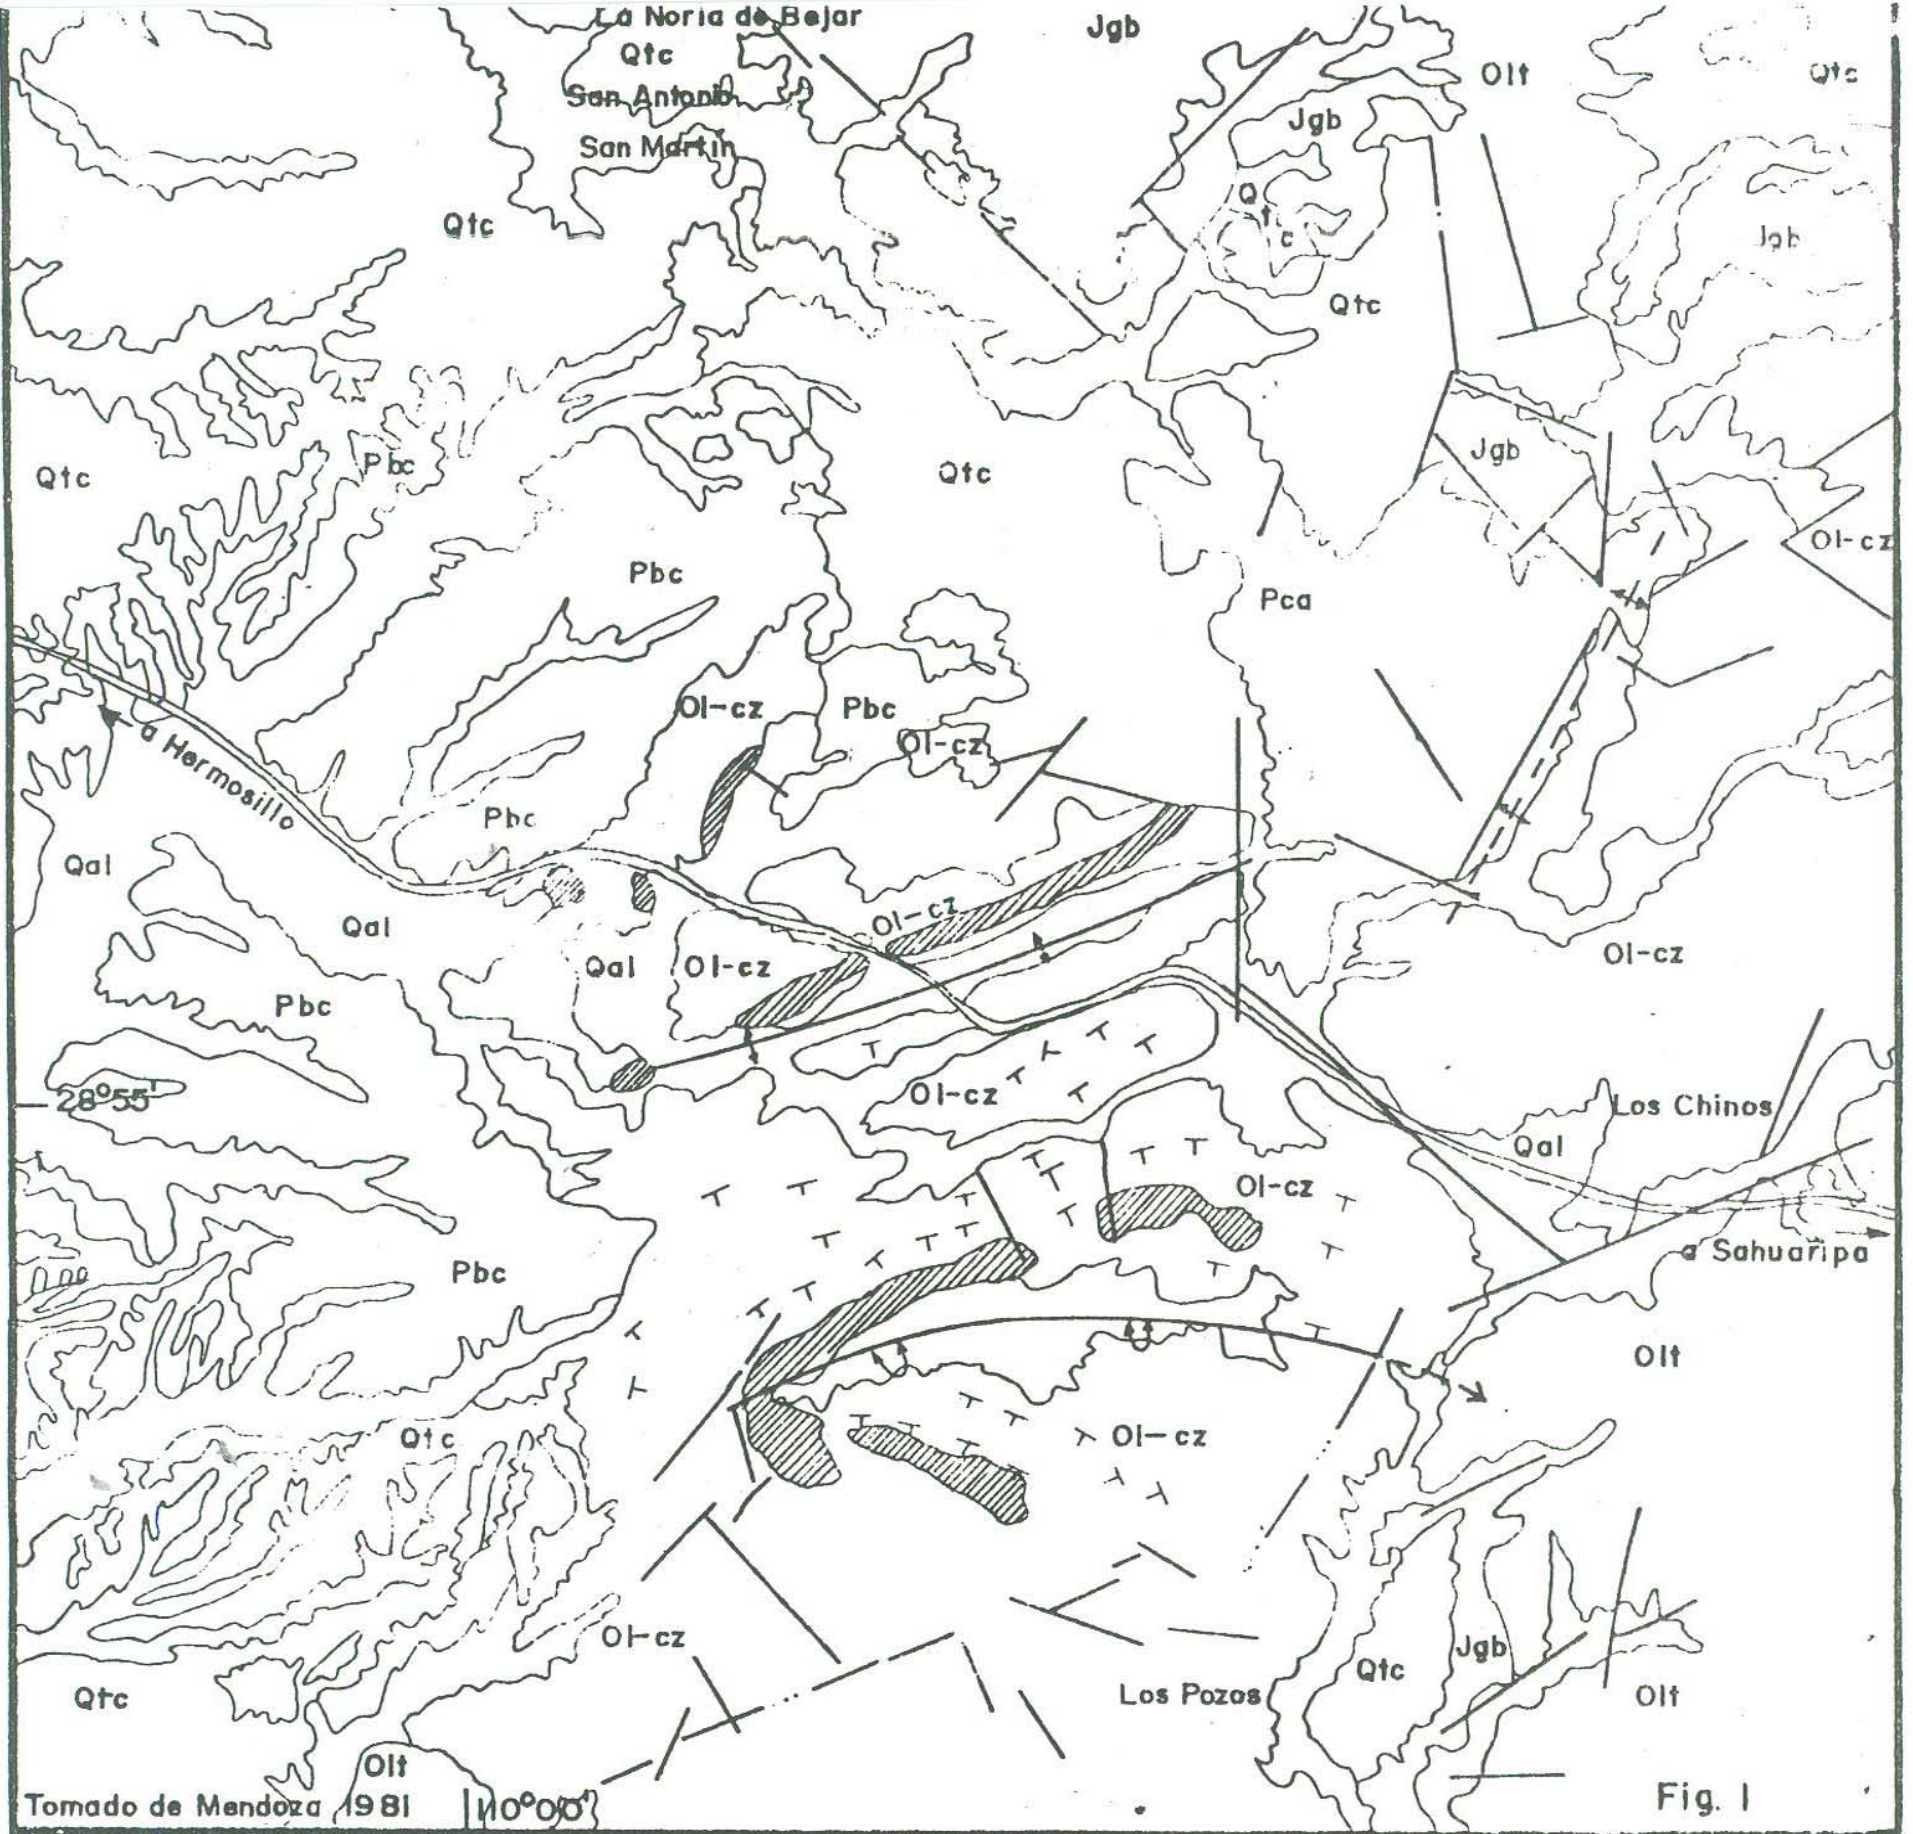 La Noria de Bejar
Jgb
Qtc
Olt
Qtc
San Antonio
Jgb
San Martín
Qtc
Qtc
Jgb
Qtc
Pbc
Qtc
Qtc
Jgb
Ol-cz
Pbc
Pca
Ol-cz
Pbc
Ol-cz
a Hermosillo
Pbc
Qal
Ol-cz
Qal
Qal
Ol-cz
Ol-cz
Pbc
28°55'
Ol-cz
Los Chinos
Qal
Ol-cz
a Sahuaripa
Pbc
Olt
Qtc
Ol-cz
Ol-cz
Qtc
Jgb
Qtc
Los Pozos
Olt
Olt
Tomado de Mendoza 1981
110°00'
Fig. 1